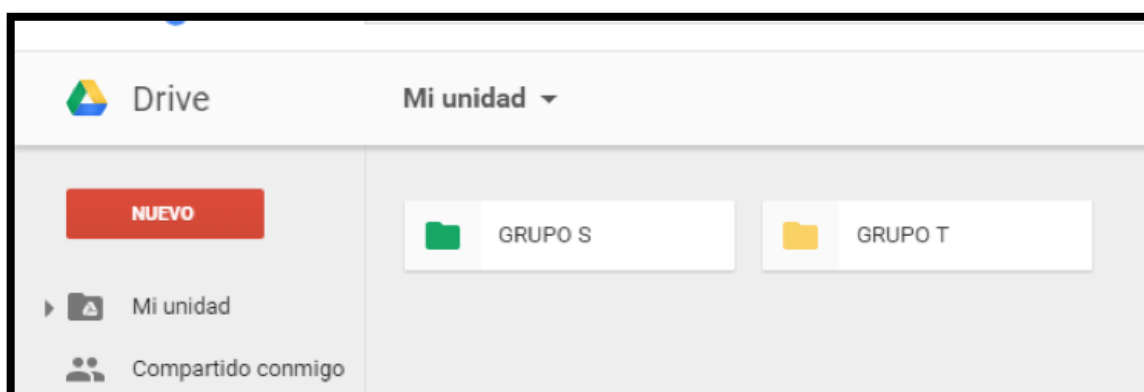 Drive
Mi unidad
NUEVO
GRUPO S
GRUPO T
Mi unidad
Compartido conmigo